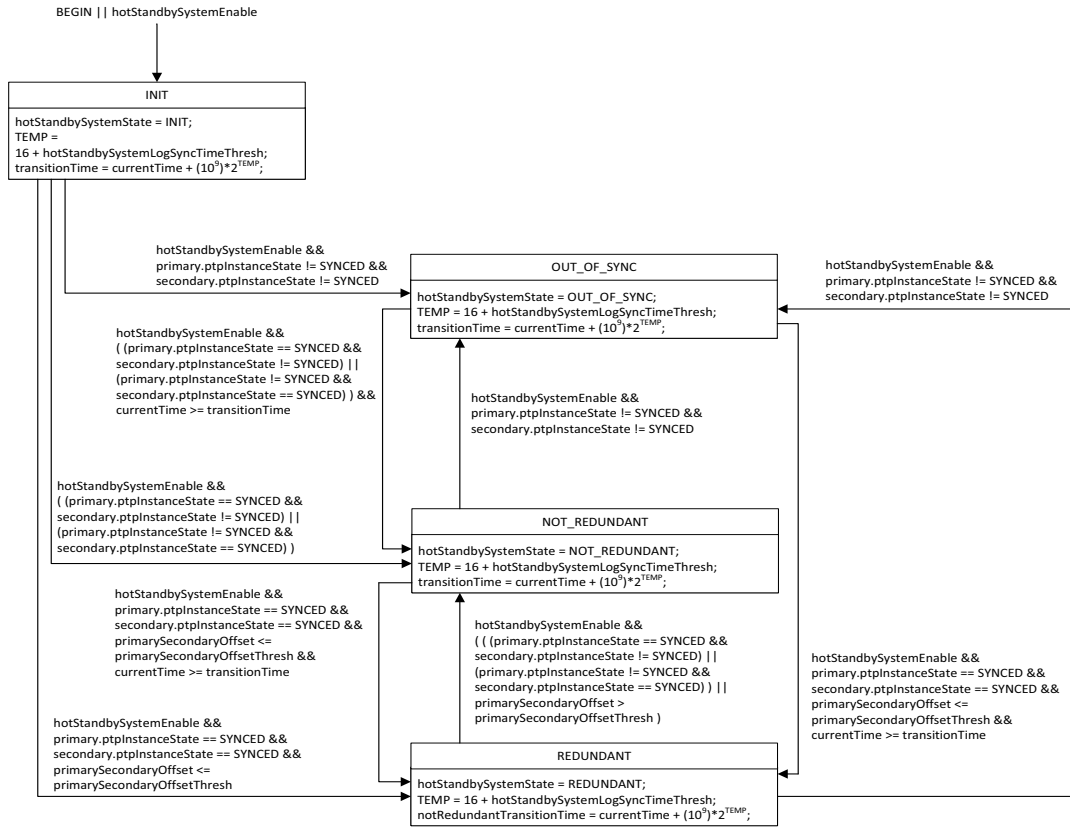 BEGIN || hotStandbySystemEnable
INIT
hotStandbySystemState = INIT;
TEMP =
16 + hotStandbySystemLogSyncTimeThresh;
transitionTime = currentTime + (10⁹)*2^TEMP;
hotStandbySystemEnable &&
primary.ptpInstanceState != SYNCED &&
secondary.ptpInstanceState != SYNCED
OUT_OF_SYNC
hotStandbySystemState = OUT_OF_SYNC;
TEMP = 16 + hotStandbySystemLogSyncTimeThresh;
transitionTime = currentTime + (10⁹)*2^TEMP;
hotStandbySystemEnable &&
primary.ptpInstanceState != SYNCED &&
secondary.ptpInstanceState != SYNCED
hotStandbySystemEnable &&
( (primary.ptpInstanceState == SYNCED &&
secondary.ptpInstanceState != SYNCED) ||
(primary.ptpInstanceState != SYNCED &&
secondary.ptpInstanceState == SYNCED) ) &&
currentTime >= transitionTime
hotStandbySystemEnable &&
primary.ptpInstanceState != SYNCED &&
secondary.ptpInstanceState != SYNCED
hotStandbySystemEnable &&
( (primary.ptpInstanceState == SYNCED &&
secondary.ptpInstanceState != SYNCED) ||
(primary.ptpInstanceState != SYNCED &&
secondary.ptpInstanceState == SYNCED) )
NOT_REDUNDANT
hotStandbySystemState = NOT_REDUNDANT;
TEMP = 16 + hotStandbySystemLogSyncTimeThresh;
transitionTime = currentTime + (10⁹)*2^TEMP;
hotStandbySystemEnable &&
primary.ptpInstanceState == SYNCED &&
secondary.ptpInstanceState == SYNCED &&
primarySecondaryOffset <=
primarySecondaryOffsetThresh &&
currentTime >= transitionTime
hotStandbySystemEnable &&
( ( (primary.ptpInstanceState == SYNCED &&
secondary.ptpInstanceState != SYNCED) ||
(primary.ptpInstanceState != SYNCED &&
secondary.ptpInstanceState == SYNCED) ) ||
primarySecondaryOffset >
primarySecondaryOffsetThresh )
hotStandbySystemEnable &&
primary.ptpInstanceState == SYNCED &&
secondary.ptpInstanceState == SYNCED &&
primarySecondaryOffset <=
primarySecondaryOffsetThresh &&
currentTime >= transitionTime
hotStandbySystemEnable &&
primary.ptpInstanceState == SYNCED &&
secondary.ptpInstanceState == SYNCED &&
primarySecondaryOffset <=
primarySecondaryOffsetThresh
REDUNDANT
hotStandbySystemState = REDUNDANT;
TEMP = 16 + hotStandbySystemLogSyncTimeThresh;
notRedundantTransitionTime = currentTime + (10⁹)*2^TEMP;